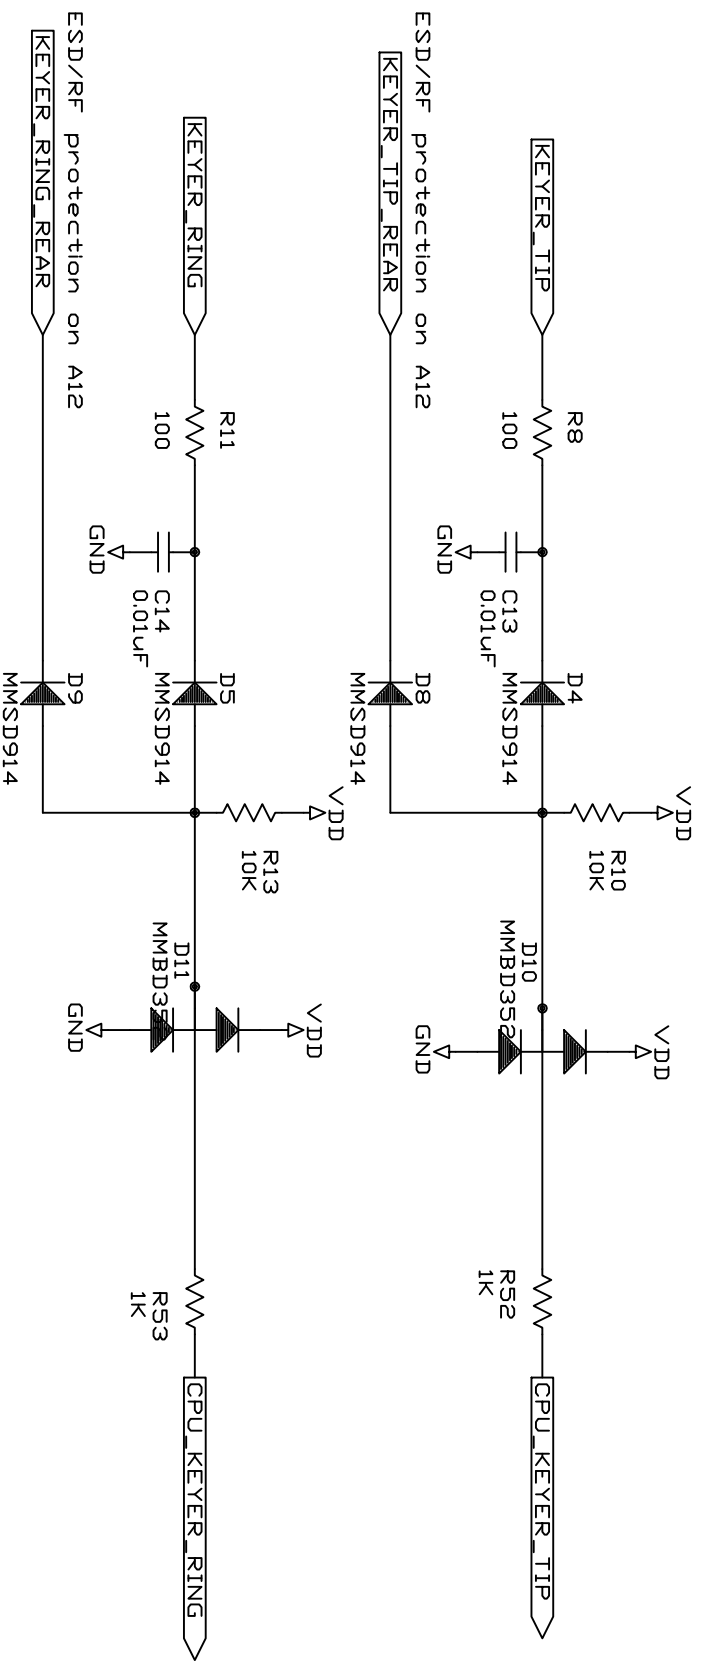 KEYER_TIP
R8
100
C13
0.01uF
GND
D4
MMSD914
VDD
R10
10K
D10
MMBD352
VDD
GND
R52
1K
CPU_KEYER_TIP
ESD/RF protection on A12
KEYER_TIP_REAR
D8
MMSD914
KEYER_RING
R11
100
C14
0.01uF
GND
D5
MMSD914
VDD
R13
10K
D11
VDD
GND
R53
1K
CPU_KEYER_RING
ESD/RF protection on A12
KEYER_RING_REAR
D9
MMSD914